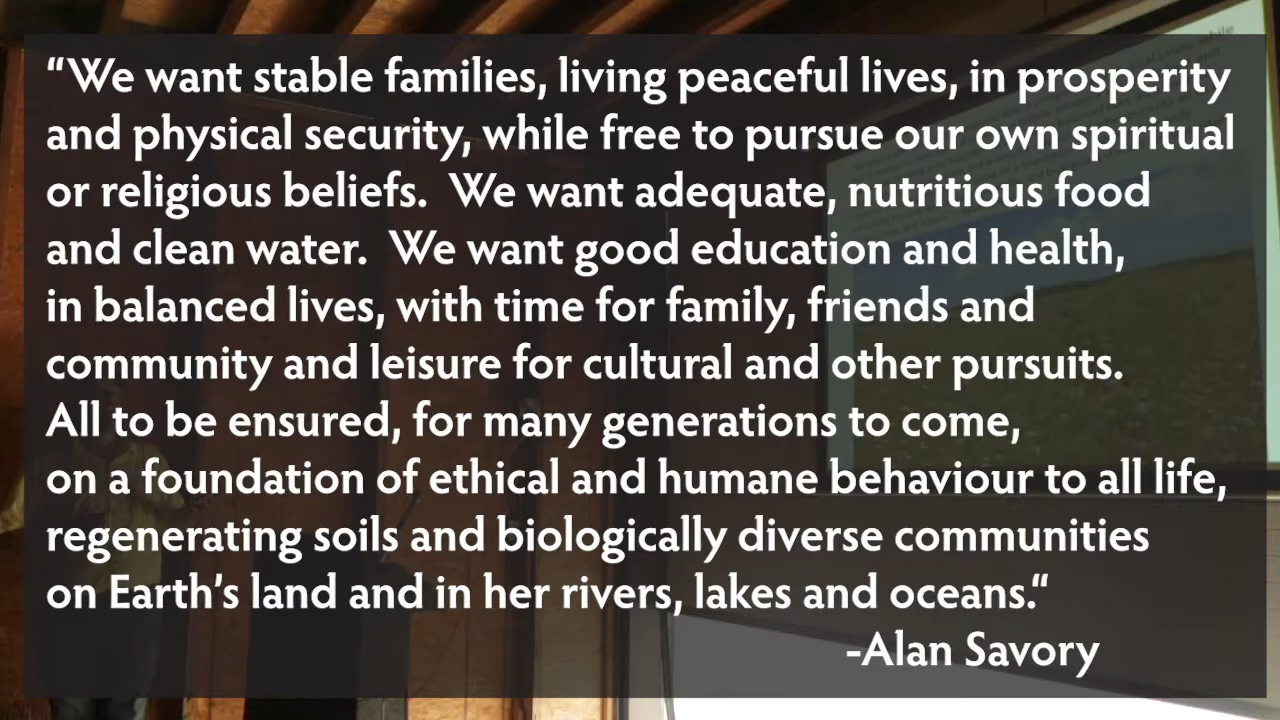 “We want stable families, living peaceful lives, in prosperity
and physical security, while free to pursue our own spiritual
or religious beliefs.  We want adequate, nutritious food
and clean water.  We want good education and health,
in balanced lives, with time for family, friends and
community and leisure for cultural and other pursuits.
All to be ensured, for many generations to come,
on a foundation of ethical and humane behaviour to all life,
regenerating soils and biologically diverse communities
on Earth’s land and in her rivers, lakes and oceans.“
-Alan Savory